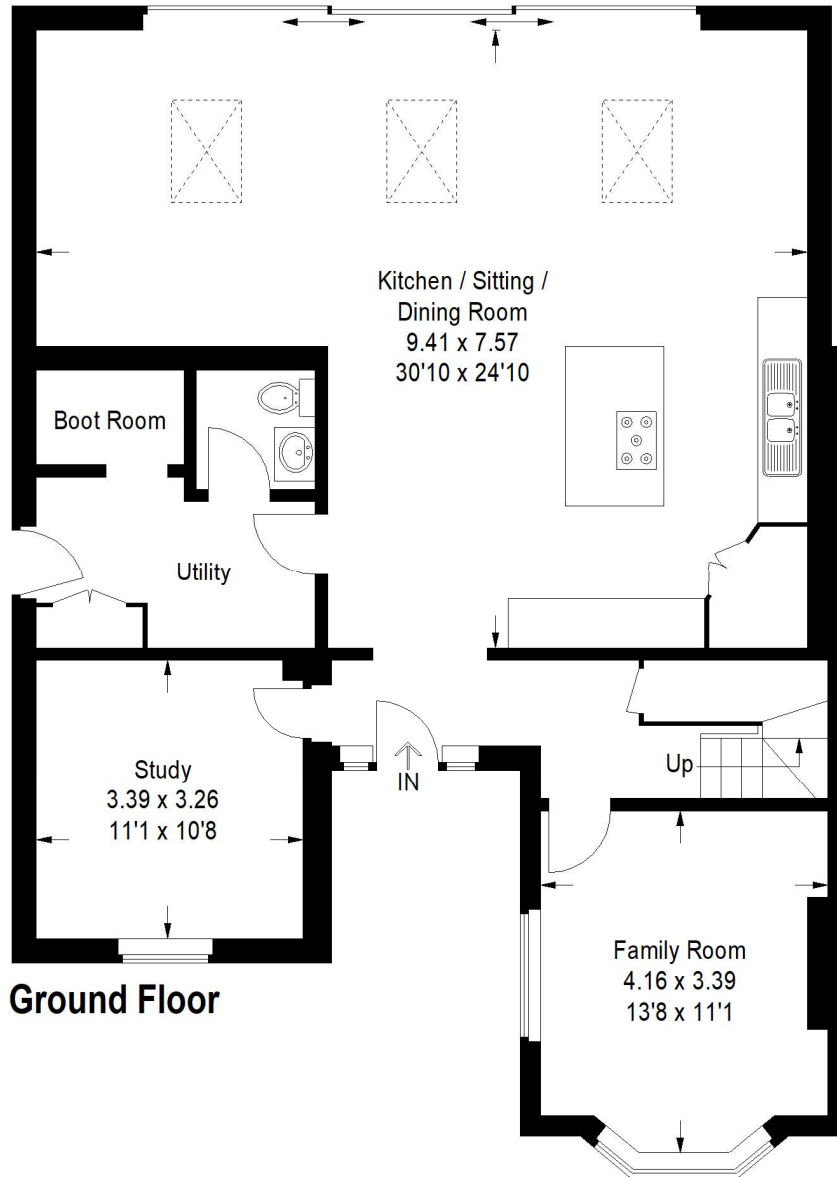 Kitchen / Sitting /
Dining Room
9.41 x 7.57
30'10 x 24'10
Boot Room
Utility
Study
3.39 x 3.26
11'1 x 10'8
IN
Up
Family Room
4.16 x 3.39
13'8 x 11'1
Ground Floor